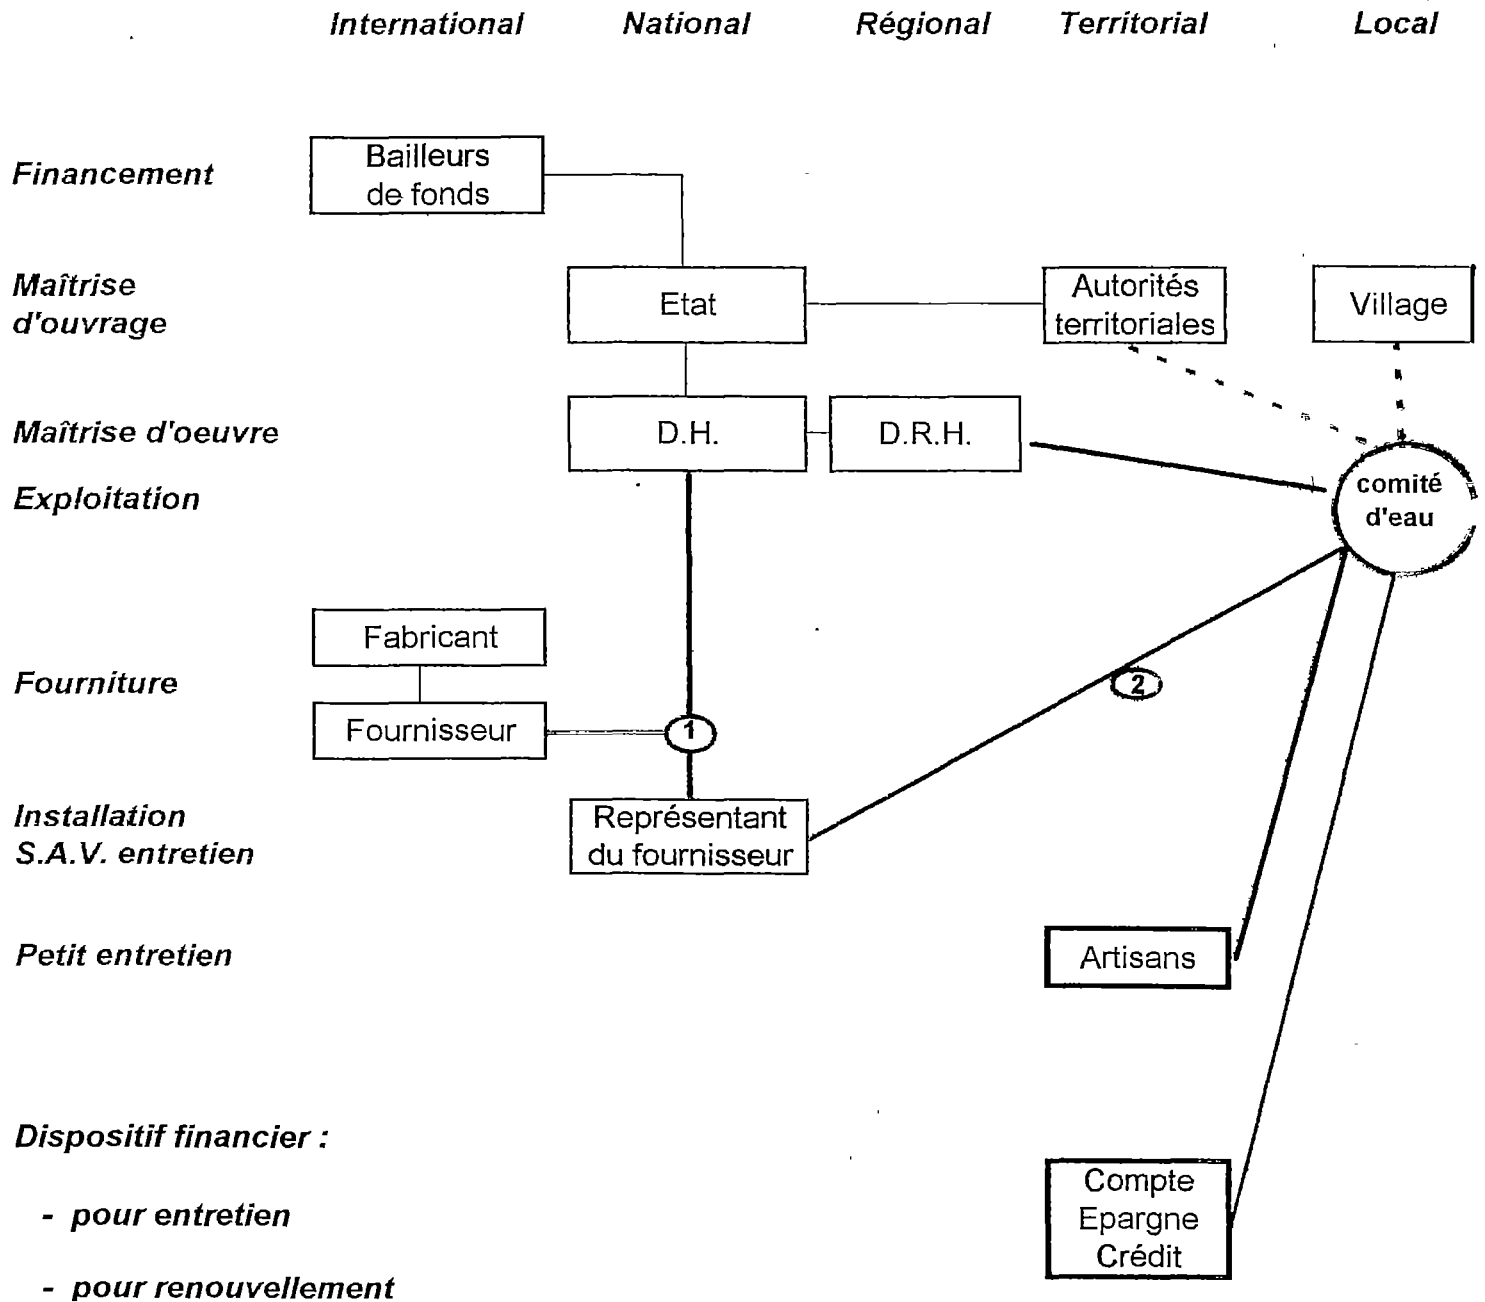 International National Régional Territorial Local
Bailleurs
de fonds
Financement
Maîtrise
d'ouvrage
Etat
Autorités
territoriales
Village
Maîtrise d'oeuvre
D.H.
D.R.H.
Exploitation
comité
d'eau
Fabricant
Fourniture
2
Fournisseur
1
Installation
S.A.V. entretien
Représentant
du fournisseur
Petit entretien
Artisans
Dispositif financier :
- pour entretien
- pour renouvellement
Compte
Epargne
Crédit